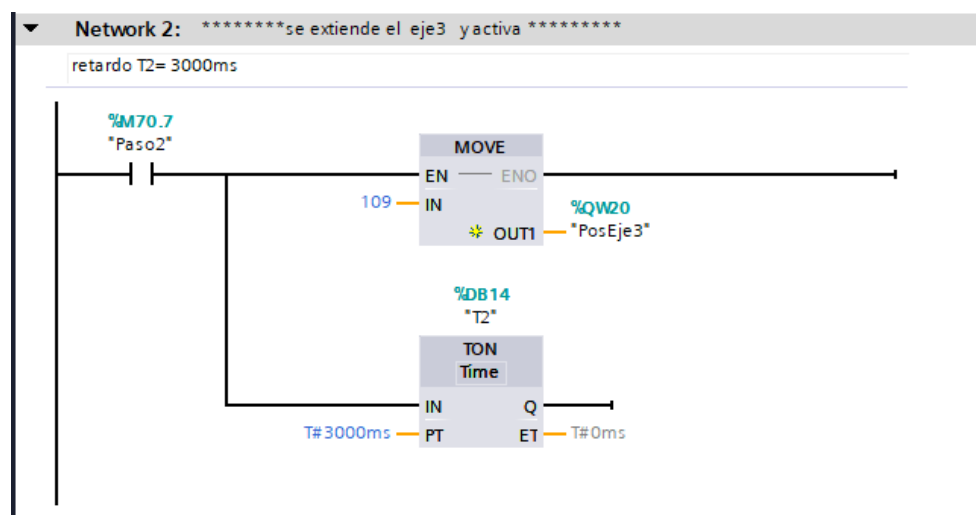 Network 2: ********se extiende el eje3 y activa *********
retardo T2= 3000ms
%M70.7
"Paso2"
MOVE
EN ENO
109 IN
%QW20
OUT1 "PosEje3"
%DB14
"T2"
TON
Time
IN Q
T#3000ms PT ET T#0ms